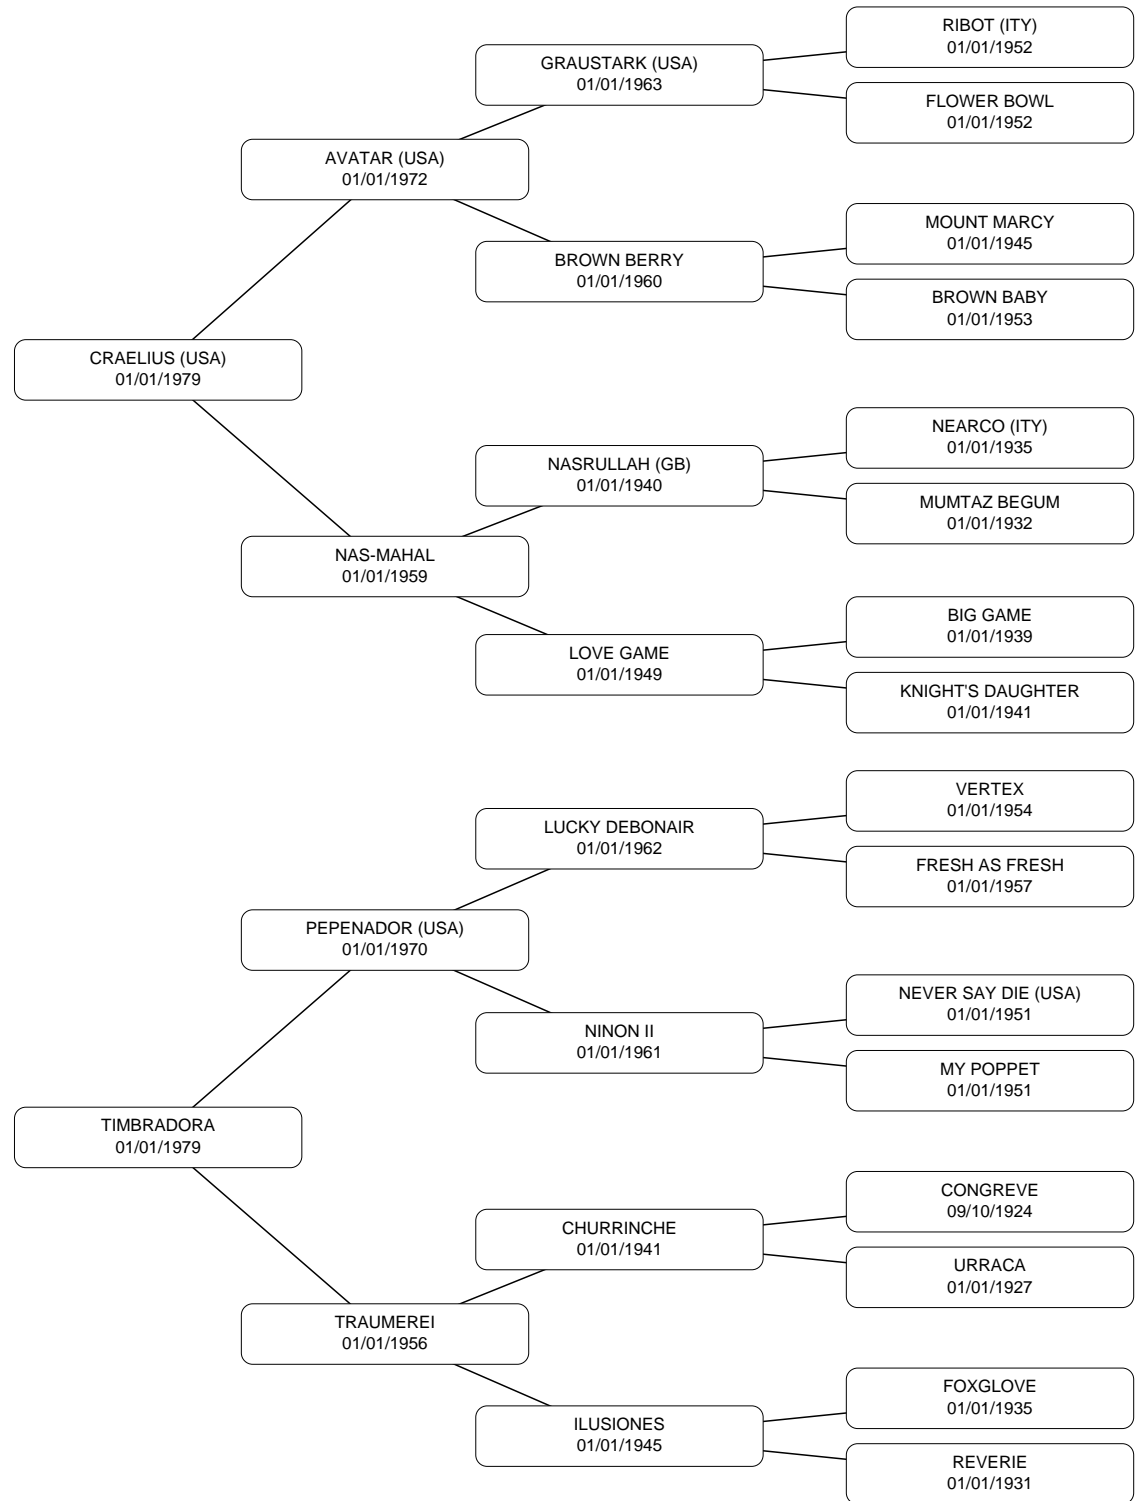 RIBOT (ITY)
01/01/1952
GRAUSTARK (USA)
01/01/1963
FLOWER BOWL
01/01/1952
AVATAR (USA)
01/01/1972
MOUNT MARCY
01/01/1945
BROWN BERRY
01/01/1960
BROWN BABY
01/01/1953
CRAELIUS (USA)
01/01/1979
NEARCO (ITY)
01/01/1935
NASRULLAH (GB)
01/01/1940
MUMTAZ BEGUM
01/01/1932
NAS-MAHAL
01/01/1959
BIG GAME
01/01/1939
LOVE GAME
01/01/1949
KNIGHT'S DAUGHTER
01/01/1941
VERTEX
01/01/1954
LUCKY DEBONAIR
01/01/1962
FRESH AS FRESH
01/01/1957
PEPENADOR (USA)
01/01/1970
NEVER SAY DIE (USA)
01/01/1951
NINON II
01/01/1961
MY POPPET
01/01/1951
TIMBRADORA
01/01/1979
CONGREVE
09/10/1924
CHURRINCHE
01/01/1941
URRACA
01/01/1927
TRAUMEREI
01/01/1956
FOXGLOVE
01/01/1935
ILUSIONES
01/01/1945
REVERIE
01/01/1931